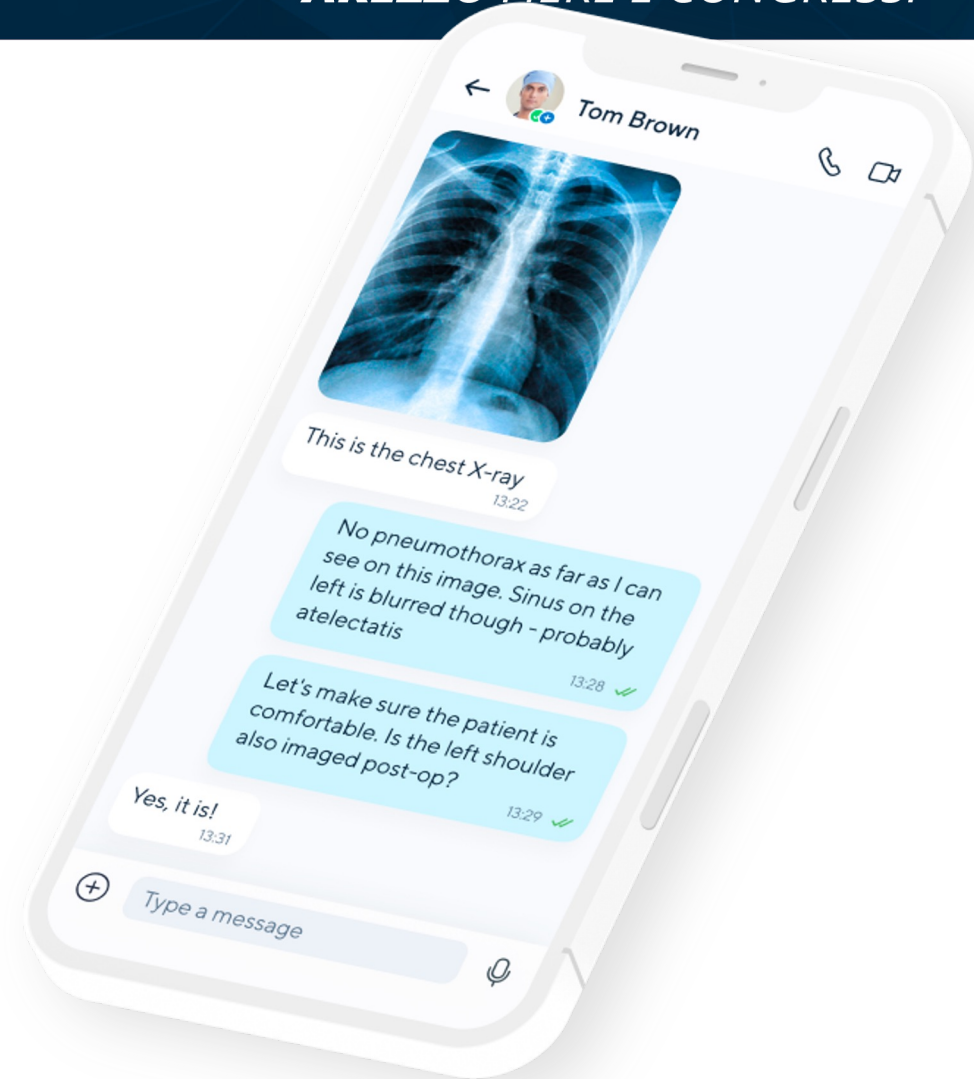 Tom Brown
This is the chest X-ray
13:22
No pneumothorax as far as I can
see on this image. Sinus on the
left is blurred though - probably
atelectatis
13:28
Let's make sure the patient is
comfortable. Is the left shoulder
also imaged post-op?
13:29
Yes, it is!
13:31
Type a message